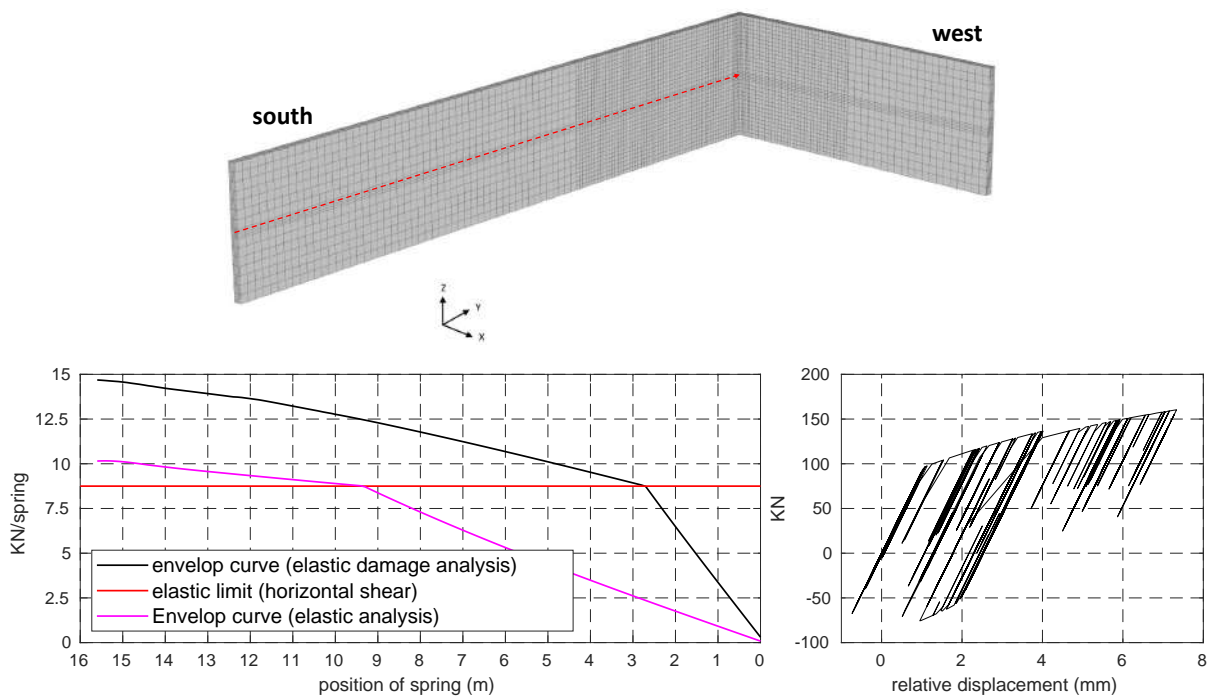 west
south
Z
Y
X
15
12.5
10
7.5
5
2.5
0
KN/spring
envelop curve (elastic damage analysis)
elastic limit (horizontal shear)
Envelop curve (elastic analysis)
16 15 14 13 12 11 10 9 8 7 6 5 4 3 2 1 0
position of spring (m)
200
150
100
50
0
-50
-100
KN
0 2 4 6 8
relative displacement (mm)